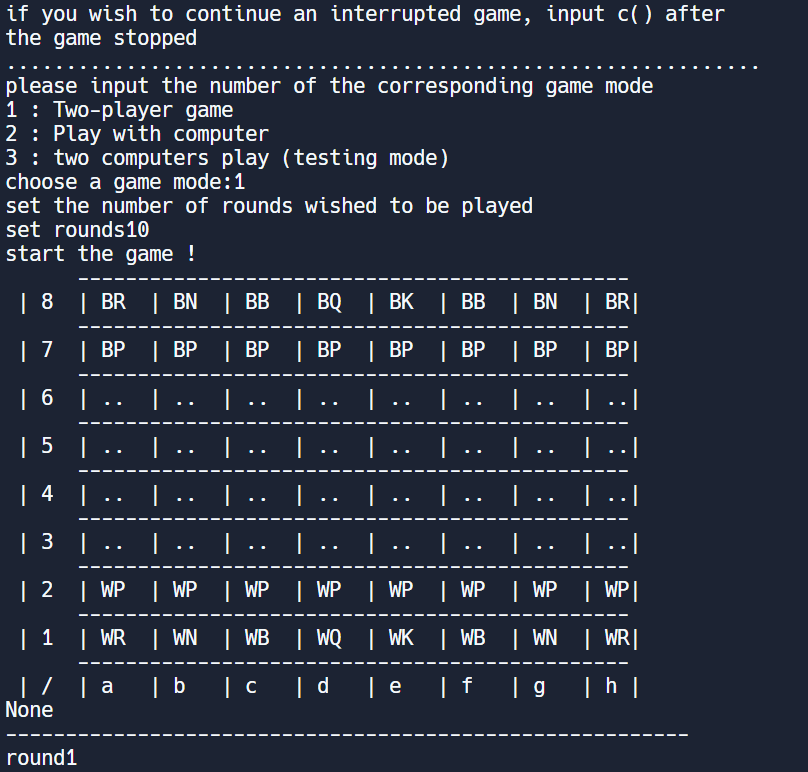 if you wish to continue an interrupted game, input c() after
the game stopped
...............................................................
please input the number of the corresponding game mode
1 : Two-player game
2 : Play with computer
3 : two computers play (testing mode)
choose a game mode:1
set the number of rounds wished to be played
set rounds10
start the game !
      ----------------------------------------------
 | 8  | BR  | BN  | BB  | BQ  | BK  | BB  | BN  | BR|
      ----------------------------------------------
 | 7  | BP  | BP  | BP  | BP  | BP  | BP  | BP  | BP|
      ----------------------------------------------
 | 6  | ..  | ..  | ..  | ..  | ..  | ..  | ..  | ..|
      ----------------------------------------------
 | 5  | ..  | ..  | ..  | ..  | ..  | ..  | ..  | ..|
      ----------------------------------------------
 | 4  | ..  | ..  | ..  | ..  | ..  | ..  | ..  | ..|
      ----------------------------------------------
 | 3  | ..  | ..  | ..  | ..  | ..  | ..  | ..  | ..|
      ----------------------------------------------
 | 2  | WP  | WP  | WP  | WP  | WP  | WP  | WP  | WP|
      ----------------------------------------------
 | 1  | WR  | WN  | WB  | WQ  | WK  | WB  | WN  | WR|
      ----------------------------------------------
 | /  | a   | b   | c   | d   | e   | f   | g   | h |
None
---------------------------------------------------------
round1